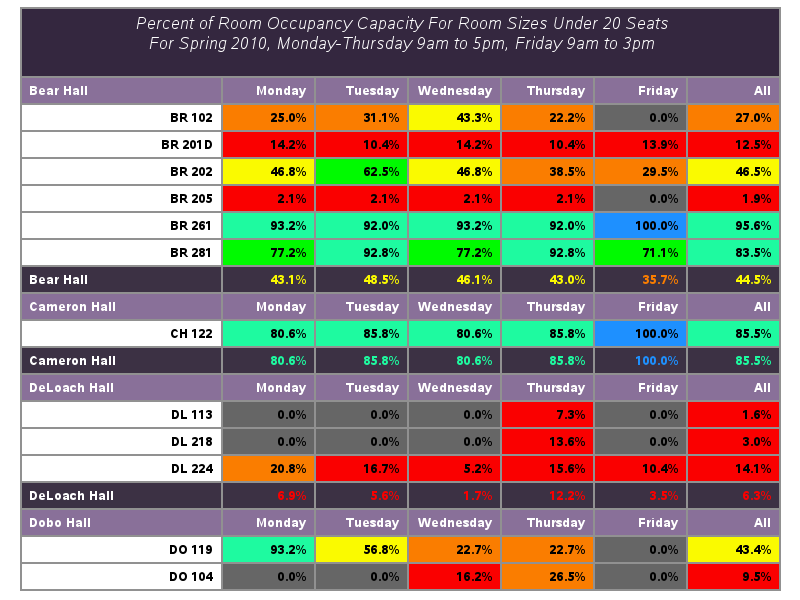 Percent of Room Occupancy Capacity For Room Sizes Under 20 Seats
For Spring 2010, Monday-Thursday 9am to 5pm, Friday 9am to 3pm
Bear Hall Monday Tuesday Wednesday Thursday Friday All
BR 102 25.0% 31.1% 43.3% 22.2% 0.0% 27.0%
BR 201D 14.2% 10.4% 14.2% 10.4% 13.9% 12.5%
BR 202 46.8% 62.5% 46.8% 38.5% 29.5% 46.5%
BR 205 2.1% 2.1% 2.1% 2.1% 0.0% 1.9%
BR 261 93.2% 92.0% 93.2% 92.0% 100.0% 95.6%
BR 281 77.2% 92.8% 77.2% 92.8% 71.1% 83.5%
Bear Hall 43.1% 48.5% 46.1% 43.0% 35.7% 44.5%
Cameron Hall Monday Tuesday Wednesday Thursday Friday All
CH 122 80.6% 85.8% 80.6% 85.8% 100.0% 85.5%
Cameron Hall 80.6% 85.8% 80.6% 85.8% 100.0% 85.5%
DeLoach Hall Monday Tuesday Wednesday Thursday Friday All
DL 113 0.0% 0.0% 0.0% 7.3% 0.0% 1.6%
DL 218 0.0% 0.0% 0.0% 13.6% 0.0% 3.0%
DL 224 20.8% 16.7% 5.2% 15.6% 10.4% 14.1%
DeLoach Hall 6.9% 5.6% 1.7% 12.2% 3.5% 6.3%
Dobo Hall Monday Tuesday Wednesday Thursday Friday All
DO 119 93.2% 56.8% 22.7% 22.7% 0.0% 43.4%
DO 104 0.0% 0.0% 16.2% 26.5% 0.0% 9.5%